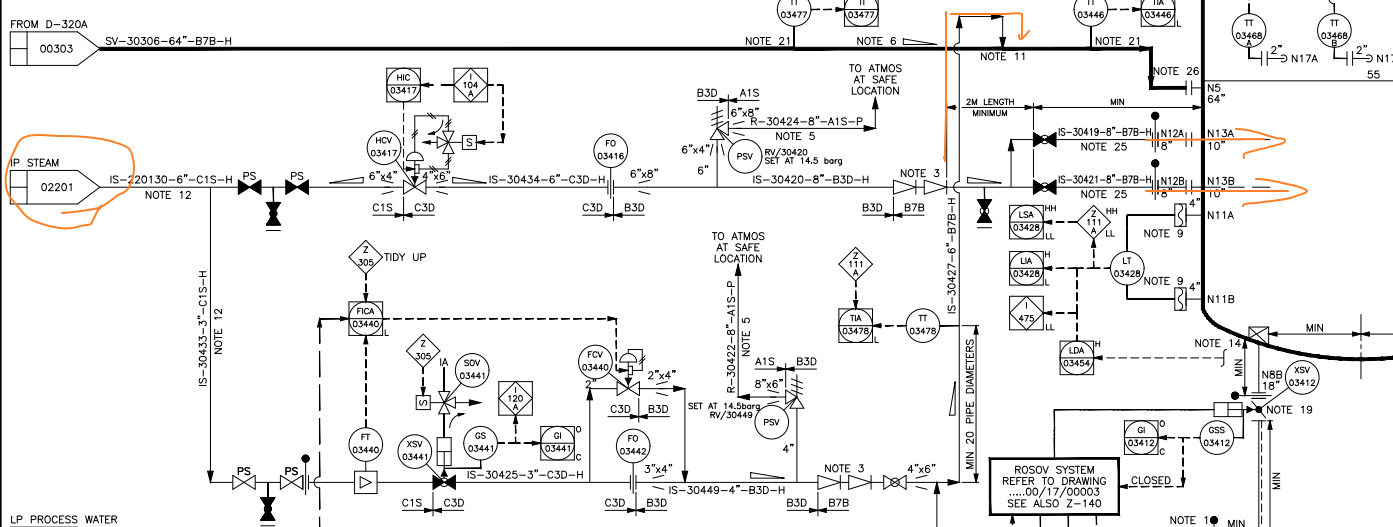 FROM D-320A
00303
SV-30306-64"-B7B-H
NOTE 21
NOTE 6
NOTE 11
NOTE 21
NOTE 26
TT
03477
TI
03477
TT
03446
TIA
03446
L
TT
03468
A
TT
03468
B
2"
N17A
2"
N17
55
N5
64"
HIC
03417
I
104
A
HCV
03417
S
TO ATMOS
AT SAFE
LOCATION
B3D
A1S
6"x8"
R-30424-8"-A1S-P
NOTE 5
6"x4"
PSV
RV/30420
SET AT 14.5 barg
6"
2M LENGTH
MINIMUM
MIN
IS-30419-8"-B7B-H
NOTE 25
N12A
8"
N13A
10"
IP STEAM
02201
IS-220130-6"-C1S-H
NOTE 12
PS
PS
6"x4"
4"x6"
C1S
C3D
IS-30434-6"-C3D-H
FO
03416
6"x8"
C3D
B3D
IS-30420-8"-B3D-H
NOTE 3
B3D
B7B
IS-30421-8"-B7B-H
NOTE 25
N12B
8"
N13B
10"
IS-30427-6"-B7B-H
LSA
03428
HH
LL
Z
111
A
HH
LL
4"
N11A
NOTE 9
LIA
03428
H
LL
LT
03428
NOTE 9
4"
N11B
I
475
LL
LDA
03454
H
NOTE 14
MIN
MIN
N8B
18"
XSV
03412
NOTE 19
IS-30433-3"-C1S-H
NOTE 12
Z
305
TIDY UP
FICA
03440
L
Z
305
IA
SOV
03441
S
I
120
A
FCV
03440
2"
2"x4"
C3D
B3D
TO ATMOS
AT SAFE
LOCATION
R-30422-8"-A1S-P
NOTE 5
Z
111
A
TIA
03478
L
TT
03478
A1S
B3D
8"x6"
SET AT 14.5barg
RV/30449
PSV
4"
MIN 20 PIPE DIAMETERS
FT
03440
XSV
03441
GS
03441
GI
03441
O
C
FO
03442
3"x4"
PS
PS
IS-30425-3"-C3D-H
C1S
C3D
C3D
B3D
IS-30449-4"-B3D-H
NOTE 3
B3D
B7B
4"x6"
GI
03412
O
C
GSS
03412
CLOSED
ROSOV SYSTEM
REFER TO DRAWING
.....00/17/00003
SEE ALSO Z-140
MIN
NOTE 1
MIN
LP PROCESS WATER